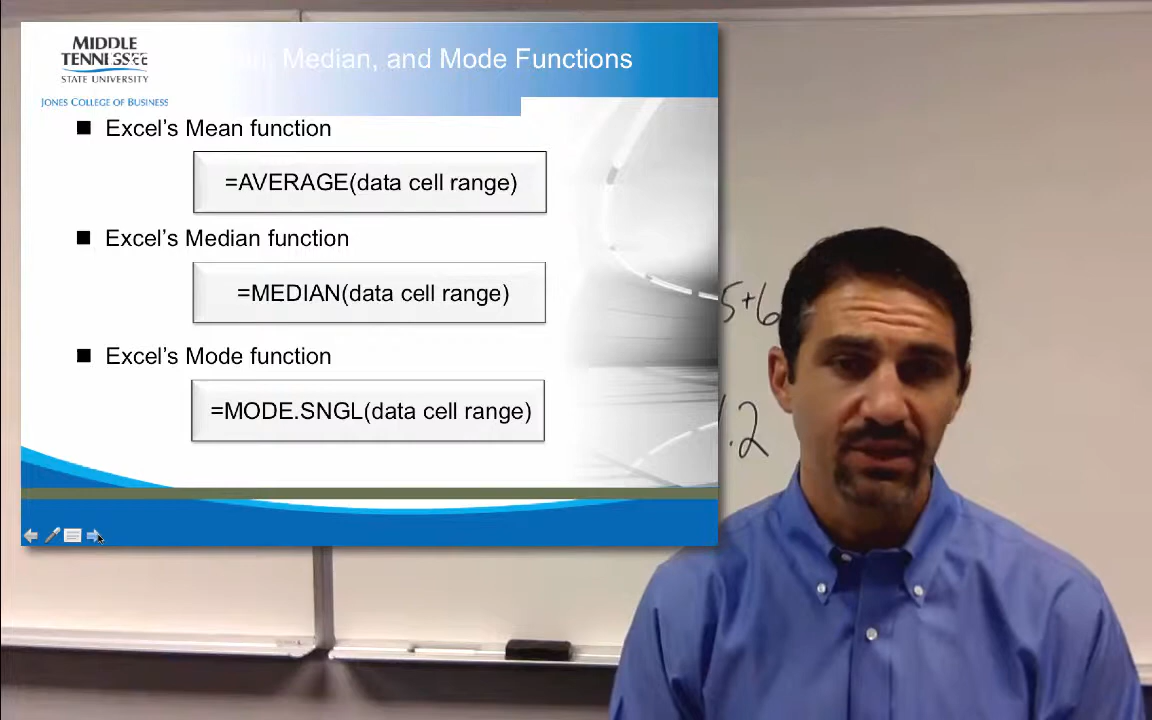 MIDDLE
TENNESSEE
STATE UNIVERSITY
JONES COLLEGE OF BUSINESS
Median, and Mode Functions
■ Excel's Mean function
=AVERAGE(data cell range)
■ Excel's Median function
=MEDIAN(data cell range)
■ Excel's Mode function
=MODE.SNGL(data cell range)
5+6
.2